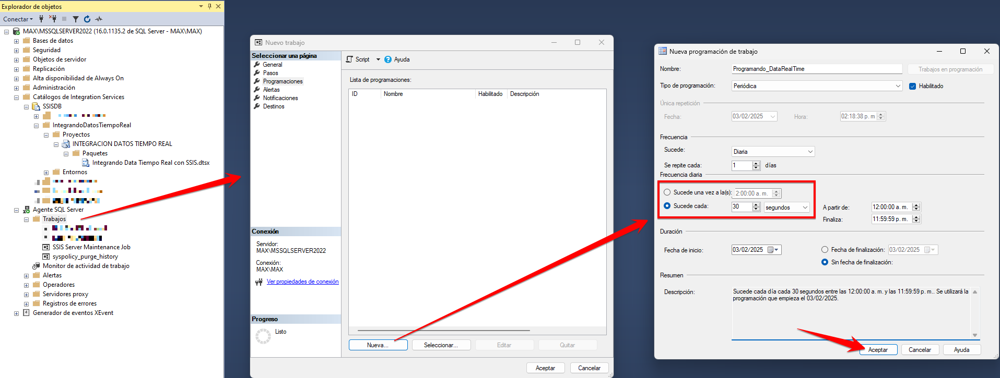 Explorador de objetos
Conectar
MAX\MSSQLSERVER2022 (16.0.1135.2 de SQL Server - MAX\MAX)
Bases de datos
Seguridad
Objetos de servidor
Replicación
Alta disponibilidad de Always On
Administración
Catálogos de Integration Services
SSISDB
IntegrandoDatosTiempoReal
Proyectos
INTEGRACION DATOS TIEMPO REAL
Paquetes
Integrando Data Tiempo Real con SSIS.dtsx
Entornos
Agente SQL Server
Trabajos
SSIS Server Maintenance Job
syspolicy_purge_history
Monitor de actividad de trabajo
Alertas
Operadores
Servidores proxy
Registros de errores
Generador de eventos XEvent
Nuevo trabajo
Seleccionar una página
General
Pasos
Programaciones
Alertas
Notificaciones
Destinos
Conexión
Servidor:
MAX\MSSQLSERVER2022
Conexión:
MAX\MAX
Ver propiedades de conexión
Progreso
Listo
Script Ayuda
Lista de programaciones:
ID Nombre Habilitado Descripción
Nueva... Seleccionar... Editar Quitar
Aceptar Cancelar
Nueva programación de trabajo
Nombre: Programando_DataRealTime Trabajos en programación
Tipo de programación: Periódica Habilitado
Única repetición
Fecha: 03/02/2025 Hora: 02:18:38 p. m
Frecuencia
Sucede: Diaria
Se repite cada: 1 días
Frecuencia diaria
Sucede una vez a la(s): 2:00:00 a. m.
Sucede cada: 30 segundos A partir de: 12:00:00 a. m.
Finaliza: 11:59:59 p. m.
Duración
Fecha de inicio: 03/02/2025 Fecha de finalización: 03/02/2025
Sin fecha de finalización:
Resumen
Descripción: Sucede cada día cada 30 segundos entre las 12:00:00 a. m. y las 11:59:59 p. m.. Se utilizará la
programación que empieza el 03/02/2025.
Aceptar Cancelar Ayuda